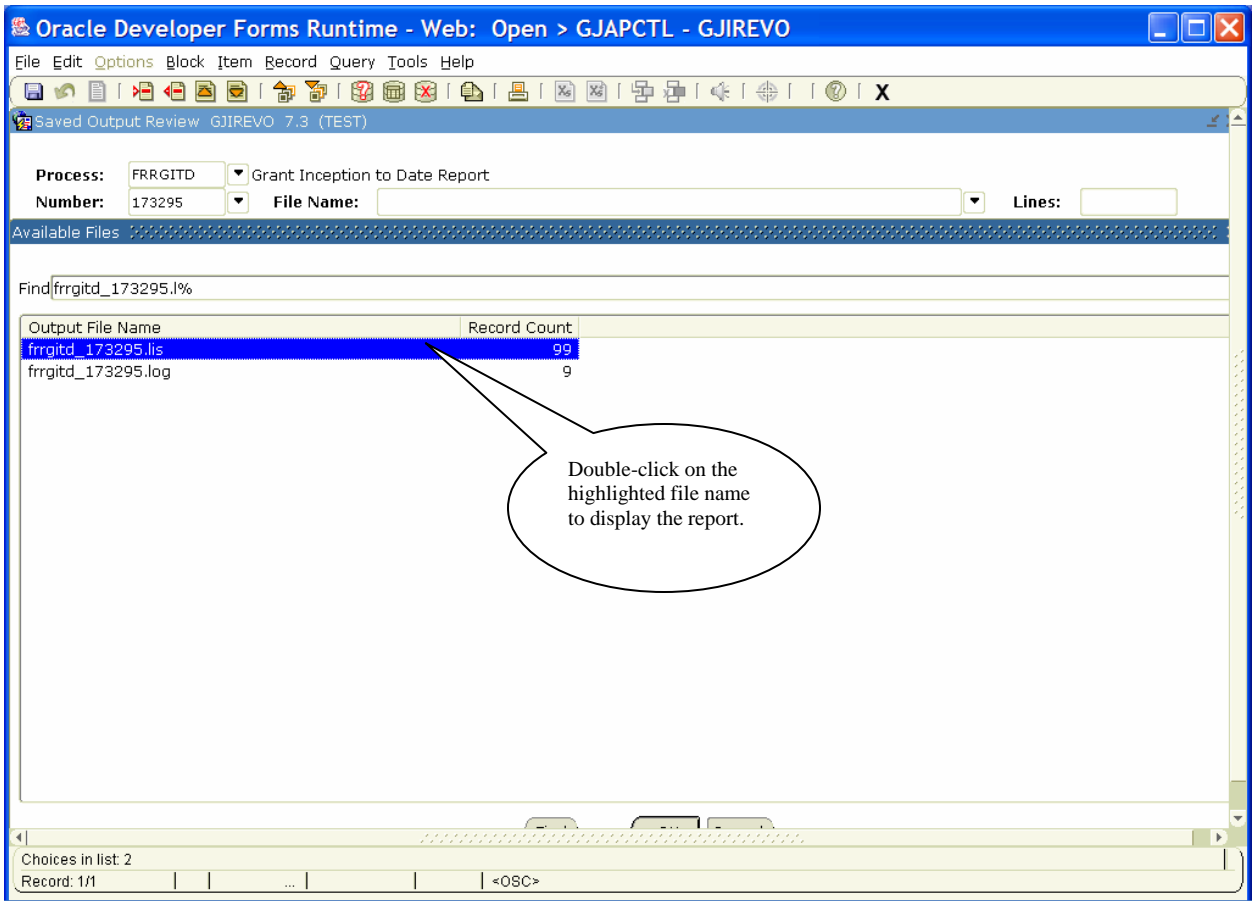 Oracle Developer Forms Runtime - Web: Open > GJAPCTL - GJIREVO
File Edit Options Block Item Record Query Tools Help
X
Saved Output Review GJIREVO 7.3 (TEST)
Process: FRRGITD Grant Inception to Date Report
Number: 173295 File Name: Lines:
Available Files
Find frrgitd_173295.l%
Output File Name Record Count
frrgitd_173295.lis 99
frrgitd_173295.log 9
Double-click on the
highlighted file name
to display the report.
Choices in list: 2
Record: 1/1 ... <OSC>